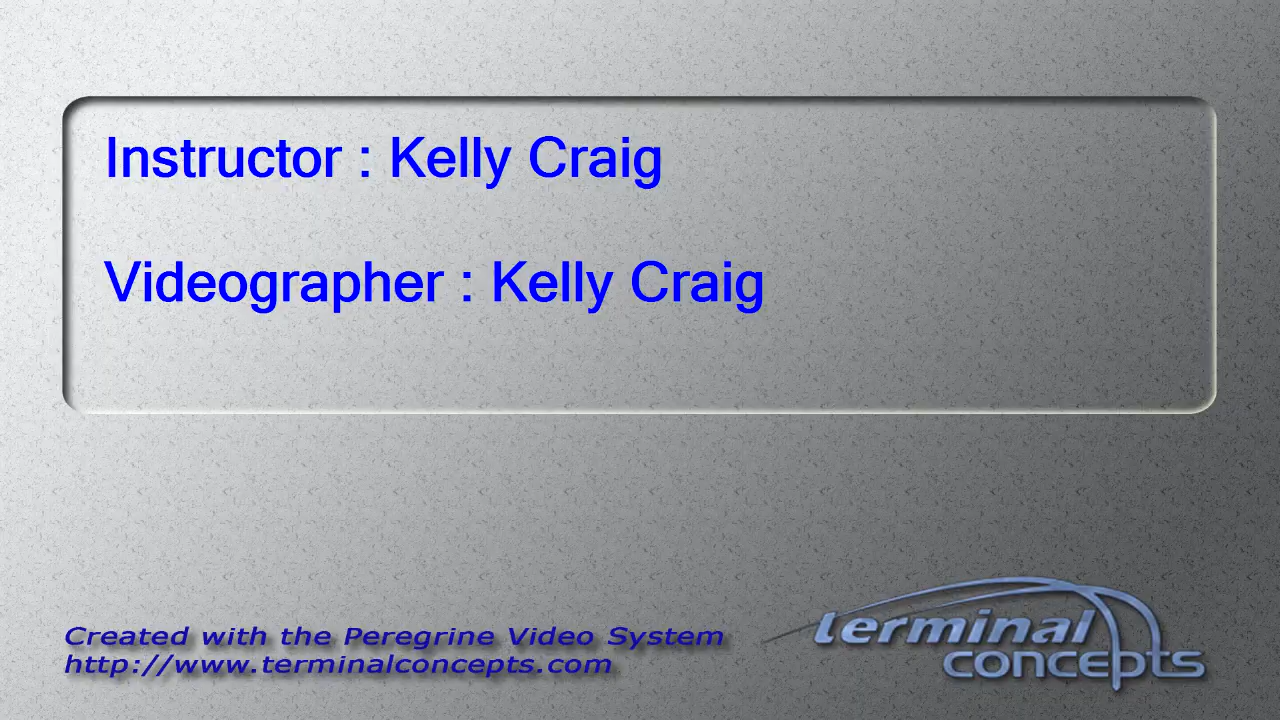 Instructor : Kelly Craig
Videographer : Kelly Craig
Created with the Peregrine Video System
http://www.terminalconcepts.com
terminal
concepts